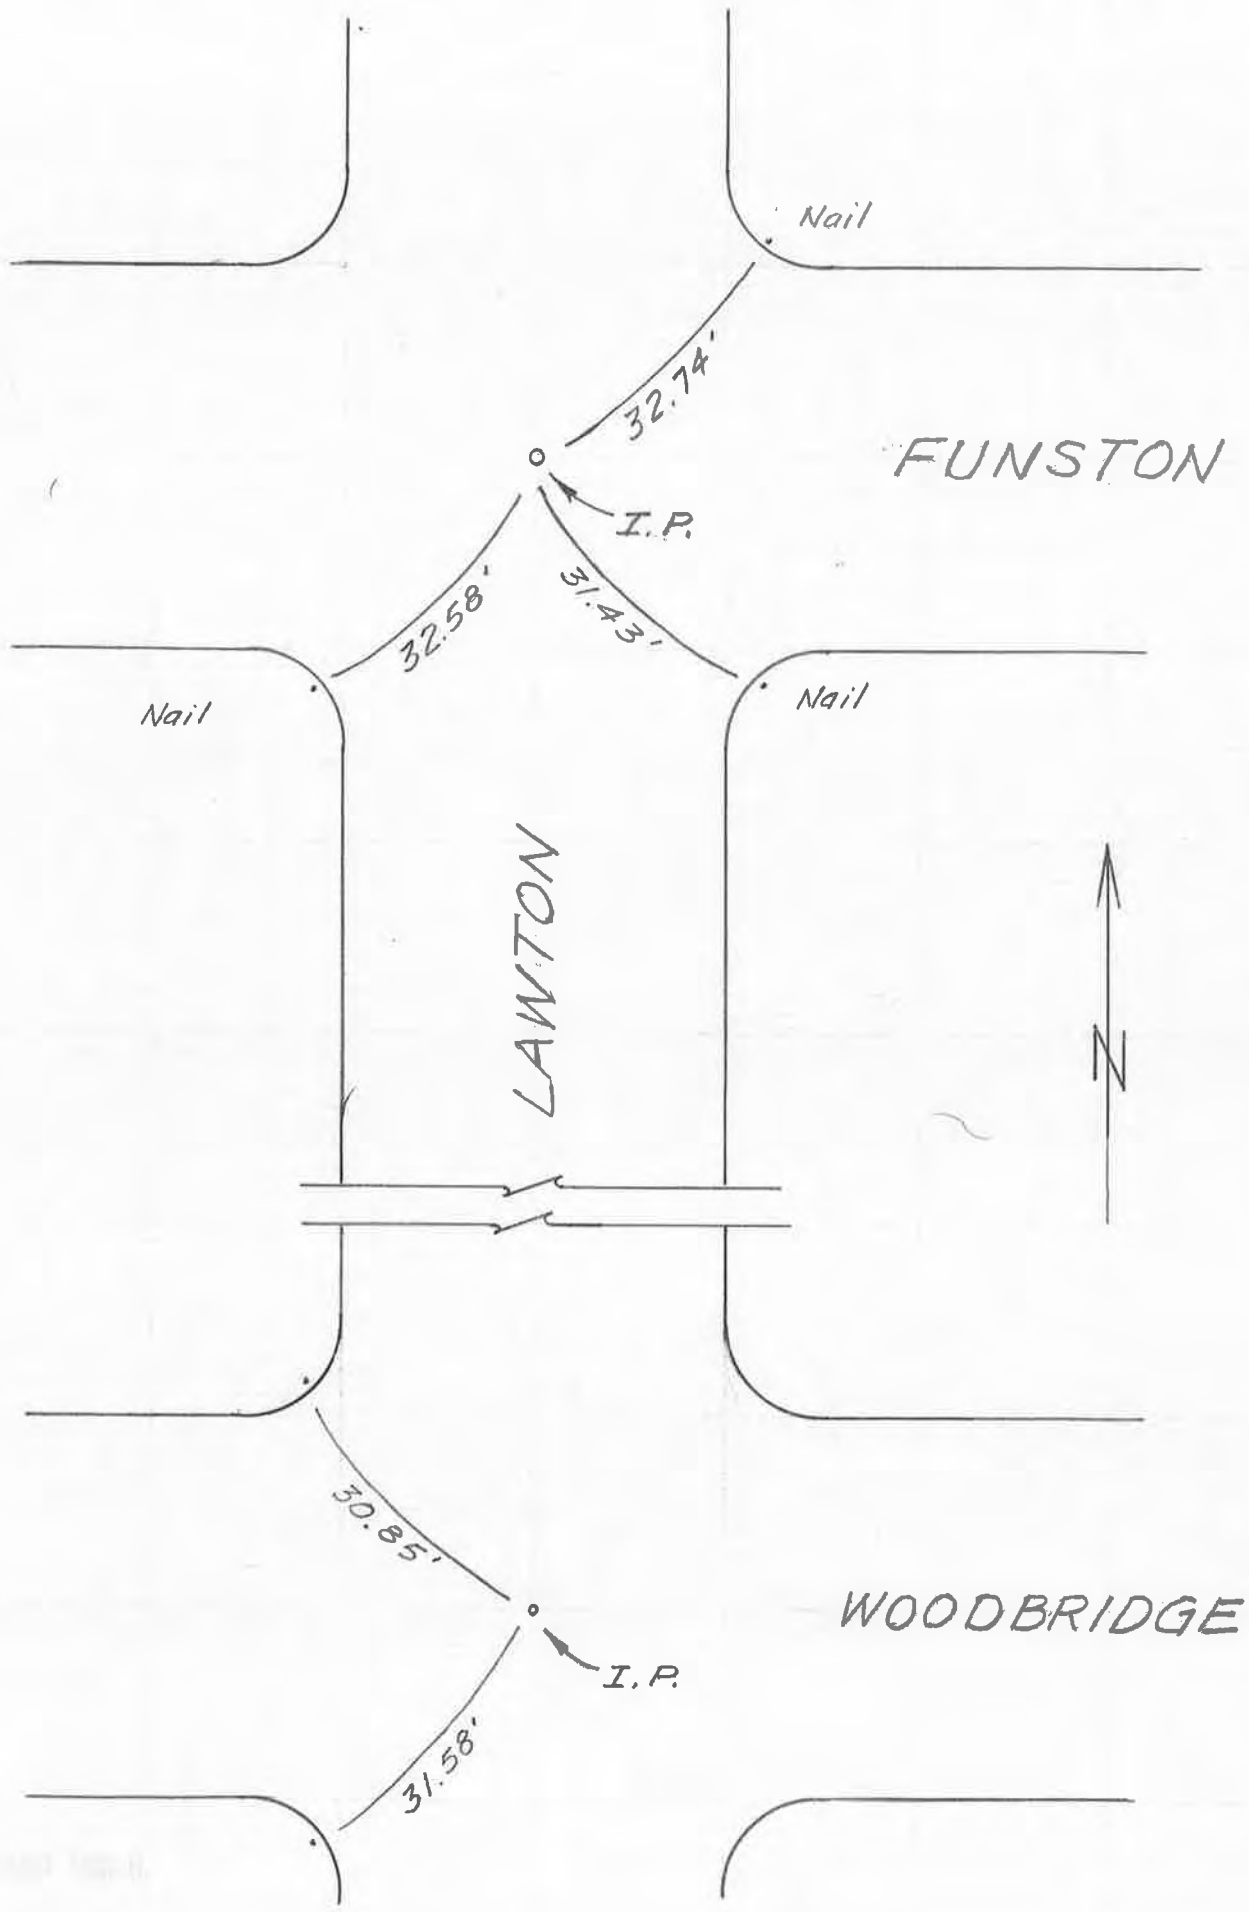 Nail
32.74'
FUNSTON
I.P.
32.58'
31.43'
Nail
Nail
LAWTON
N
30.85'
WOODBRIDGE
I.P.
31.58'